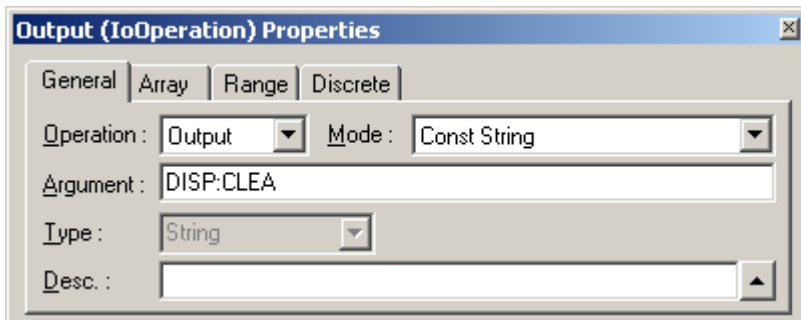 Output (IoOperation) Properties
General Array Range Discrete
Operation : Output Mode : Const String
Argument : DISP:CLEA
Type : String
Desc. :